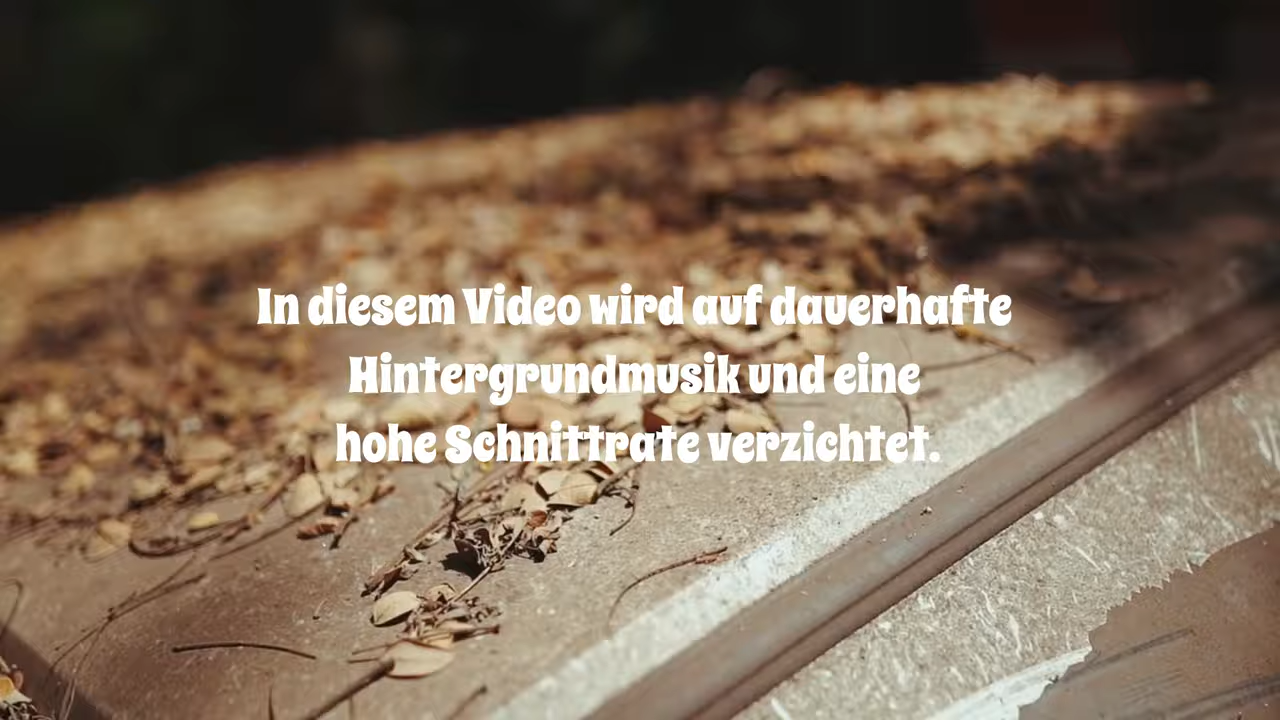 In diesem Video wird auf dauerhafte
Hintergrundmusik und eine
hohe Schnittrate verzichtet.